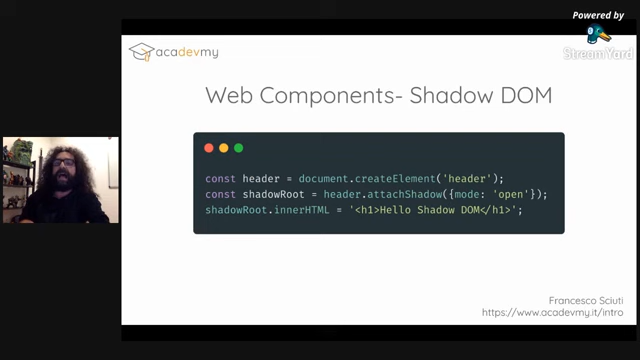 Powered by
StreamYard
acadevmy
Web Components- Shadow DOM
const header = document.createElement('header');
const shadowRoot = header.attachShadow({mode: 'open'});
shadowRoot.innerHTML = '<h1>Hello Shadow DOM</h1>';
Francesco Sciuti
https://www.acadevmy.it/intro